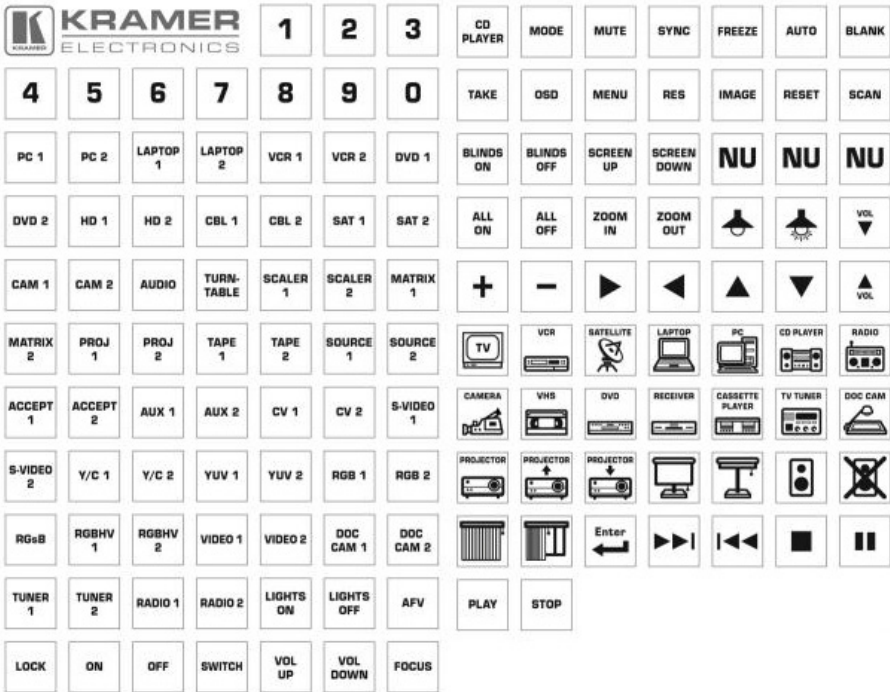 KRAMER
KRAMER
ELECTRONICS
1 2 3
4 5 6 7 8 9 0
PC 1 PC 2 LAPTOP 1 LAPTOP 2 VCR 1 VCR 2 DVD 1
DVD 2 HD 1 HD 2 CBL 1 CBL 2 SAT 1 SAT 2
CAM 1 CAM 2 AUDIO TURN-TABLE SCALER 1 SCALER 2 MATRIX 1
MATRIX 2 PROJ 1 PROJ 2 TAPE 1 TAPE 2 SOURCE 1 SOURCE 2
ACCEPT 1 ACCEPT 2 AUX 1 AUX 2 CV 1 CV 2 S-VIDEO 1
S-VIDEO 2 Y/C 1 Y/C 2 YUV 1 YUV 2 RGB 1 RGB 2
RGsB RGBHV 1 RGBHV 2 VIDEO 1 VIDEO 2 DOC CAM 1 DOC CAM 2
TUNER 1 TUNER 2 RADIO 1 RADIO 2 LIGHTS ON LIGHTS OFF AFV
LOCK ON OFF SWITCH VOL UP VOL DOWN FOCUS
CD PLAYER MODE MUTE SYNC FREEZE AUTO BLANK
TAKE OSD MENU RES IMAGE RESET SCAN
BLINDS ON BLINDS OFF SCREEN UP SCREEN DOWN NU NU NU
ALL ON ALL OFF ZOOM IN ZOOM OUT VOL
+ − VOL
TV VCR SATELLITE LAPTOP PC CD PLAYER RADIO
CAMERA VHS DVD RECEIVER CASSETTE PLAYER TV TUNER DOC CAM
PROJECTOR PROJECTOR PROJECTOR
Enter
PLAY STOP